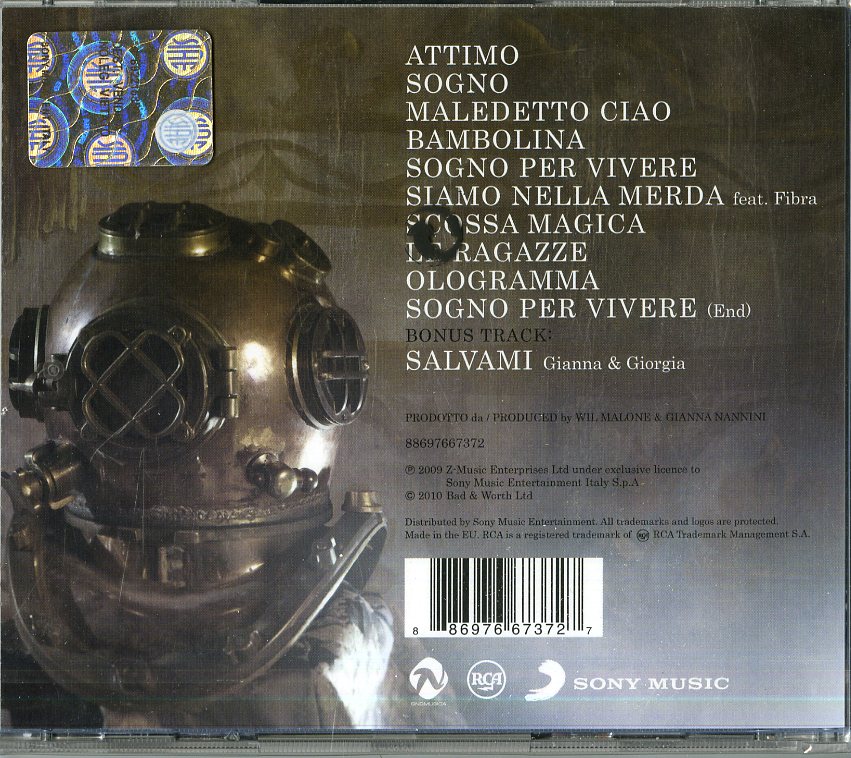 ATTIMO
SOGNO
MALEDETTO CIAO
BAMBOLINA
SOGNO PER VIVERE
SIAMO NELLA MERDA feat. Fibra
SCOSSA MAGICA
LE RAGAZZE
OLOGRAMMA
SOGNO PER VIVERE (End)
BONUS TRACK:
SALVAMI Gianna & Giorgia
PRODOTTO da / PRODUCED by WIL MALONE & GIANNA NANNINI
88697667372
℗ 2009 Z-Music Enterprises Ltd under exclusive licence to
Sony Music Entertainment Italy S.p.A
© 2010 Bad & Worth Ltd
Distributed by Sony Music Entertainment. All trademarks and logos are protected.
Made in the EU. RCA is a registered trademark of RCA Trademark Management S.A.
8 86976 67372 7
GNGMUSICA
RCA
SONY MUSIC